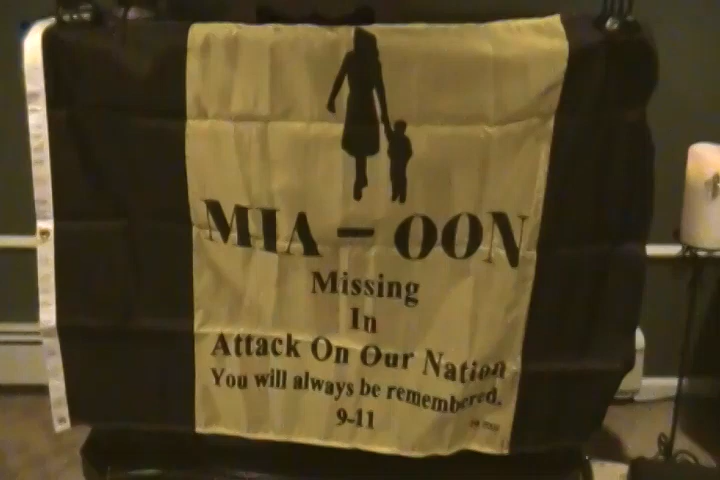 MIA – OON
Missing
In
Attack On Our Nation
You will always be remembered.
9-11